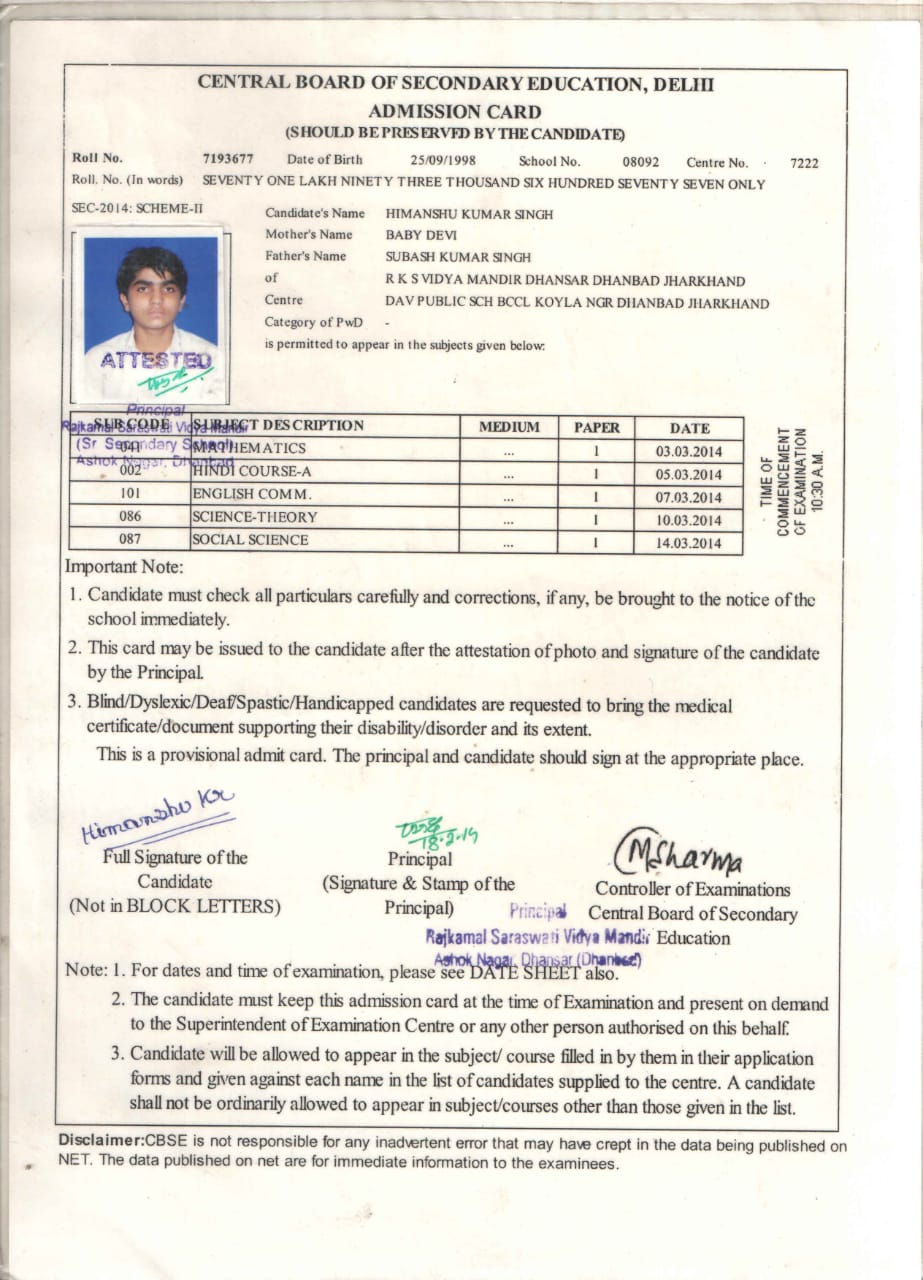 CENTRAL BOARD OF SECONDARY EDUCATION, DELHI
ADMISSION CARD
(SHOULD BE PRESERVED BY THE CANDIDATE)
Roll No. 7193677 Date of Birth 25/09/1998 School No. 08092 Centre No. 7222
Roll. No. (In words) SEVENTY ONE LAKH NINETY THREE THOUSAND SIX HUNDRED SEVENTY SEVEN ONLY
SEC-2014: SCHEME-II
Candidate's Name HIMANSHU KUMAR SINGH
Mother's Name BABY DEVI
Father's Name SUBASH KUMAR SINGH
of R K S VIDYA MANDIR DHANSAR DHANBAD JHARKHAND
Centre DAV PUBLIC SCH BCCL KOYLA NGR DHANBAD JHARKHAND
Category of PwD -
is permitted to appear in the subjects given below:
ATTESTED
Principal
Rajkamal Saraswati Vidya Mandir
(Sr Secondary School)
Ashok Nagar, Dhanbad
SUB CODE SUBJECT DESCRIPTION MEDIUM PAPER DATE
041 MATHEMATICS ... 1 03.03.2014
002 HINDI COURSE-A ... 1 05.03.2014
101 ENGLISH COMM. ... 1 07.03.2014
086 SCIENCE-THEORY ... 1 10.03.2014
087 SOCIAL SCIENCE ... 1 14.03.2014
TIME OF
COMMENCEMENT
OF EXAMINATION
10:30 A.M.
Important Note:
1. Candidate must check all particulars carefully and corrections, if any, be brought to the notice of the
school immediately.
2. This card may be issued to the candidate after the attestation of photo and signature of the candidate
by the Principal.
3. Blind/Dyslexic/Deaf/Spastic/Handicapped candidates are requested to bring the medical
certificate/document supporting their disability/disorder and its extent.
This is a provisional admit card. The principal and candidate should sign at the appropriate place.
Himanshu Kr
Full Signature of the
Candidate
(Not in BLOCK LETTERS)
18.2.14
Principal
(Signature & Stamp of the
Principal)
MSharma
Controller of Examinations
Central Board of Secondary
Education
Principal
Rajkamal Saraswati Vidya Mandir
Ashok Nagar, Dhansar (Dhanbad)
Note: 1. For dates and time of examination, please see DATE SHEET also.
2. The candidate must keep this admission card at the time of Examination and present on demand
to the Superintendent of Examination Centre or any other person authorised on this behalf.
3. Candidate will be allowed to appear in the subject/ course filled in by them in their application
forms and given against each name in the list of candidates supplied to the centre. A candidate
shall not be ordinarily allowed to appear in subject/courses other than those given in the list.
Disclaimer:CBSE is not responsible for any inadvertent error that may have crept in the data being published on
NET. The data published on net are for immediate information to the examinees.